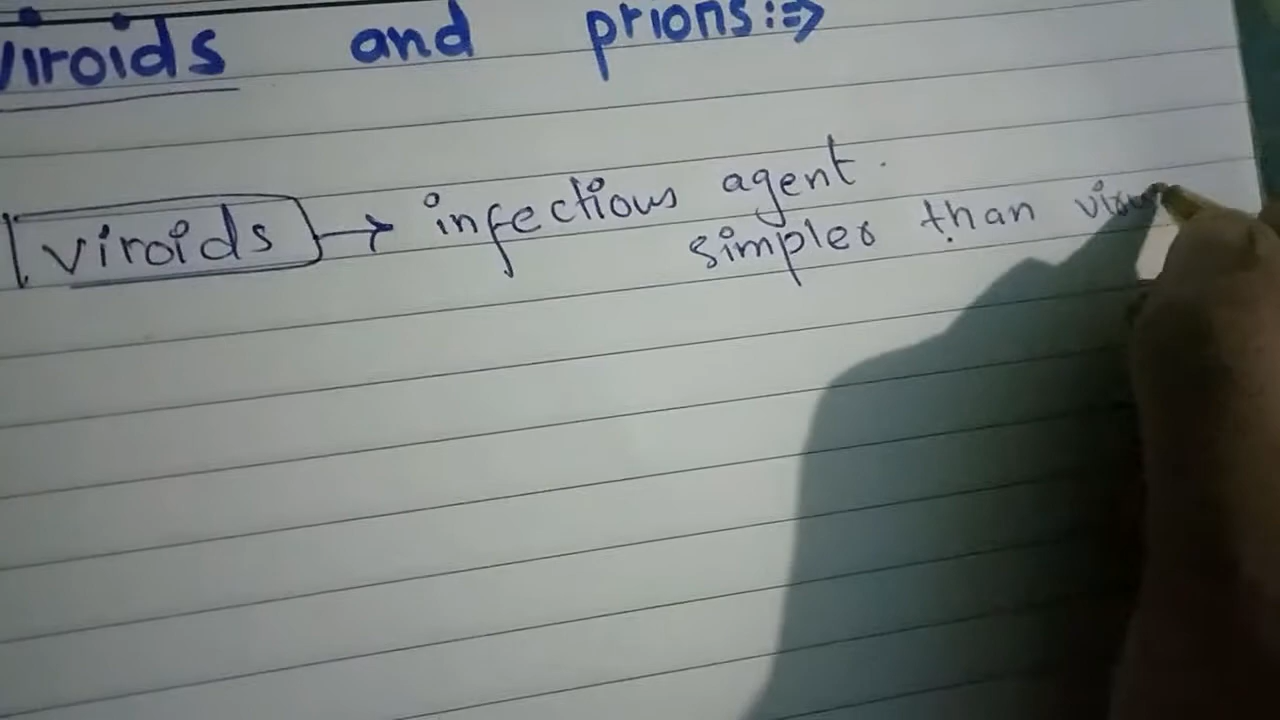 viroids and prions:⇒
viroids → infectious agent.
simpler than